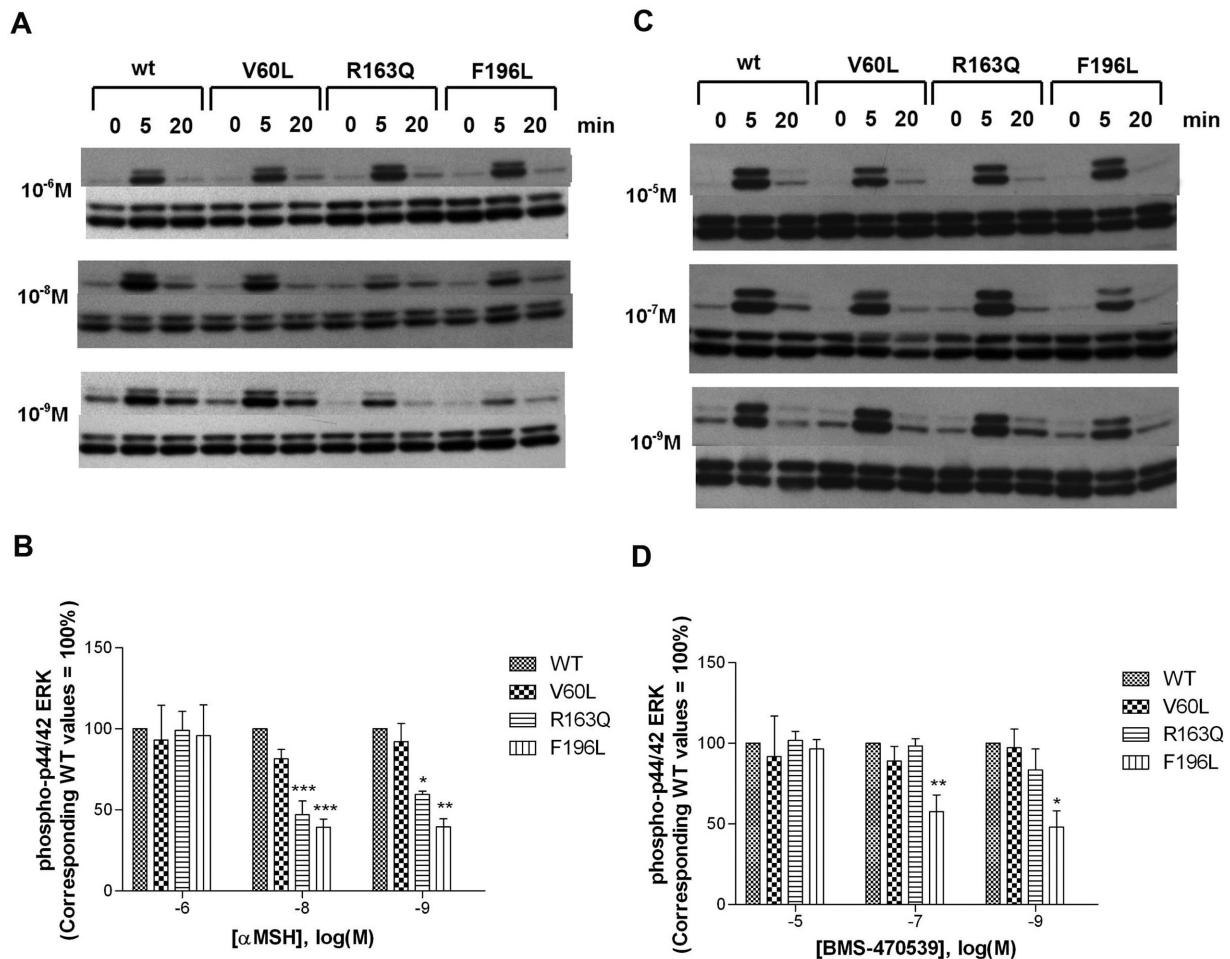 A
wt V60L R163Q F196L
0 5 20 0 5 20 0 5 20 0 5 20 min
10-6M
10-8M
10-9M
B
phospho-p44/42 ERK
(Corresponding WT values = 100%)
150
100
50
0
*** ***
* **
-6 -8 -9
[αMSH], log(M)
WT
V60L
R163Q
F196L
C
wt V60L R163Q F196L
0 5 20 0 5 20 0 5 20 0 5 20 min
10-5M
10-7M
10-9M
D
phospho-p44/42 ERK
(Corresponding WT values = 100%)
150
100
50
0
**
*
-5 -7 -9
[BMS-470539], log(M)
WT
V60L
R163Q
F196L